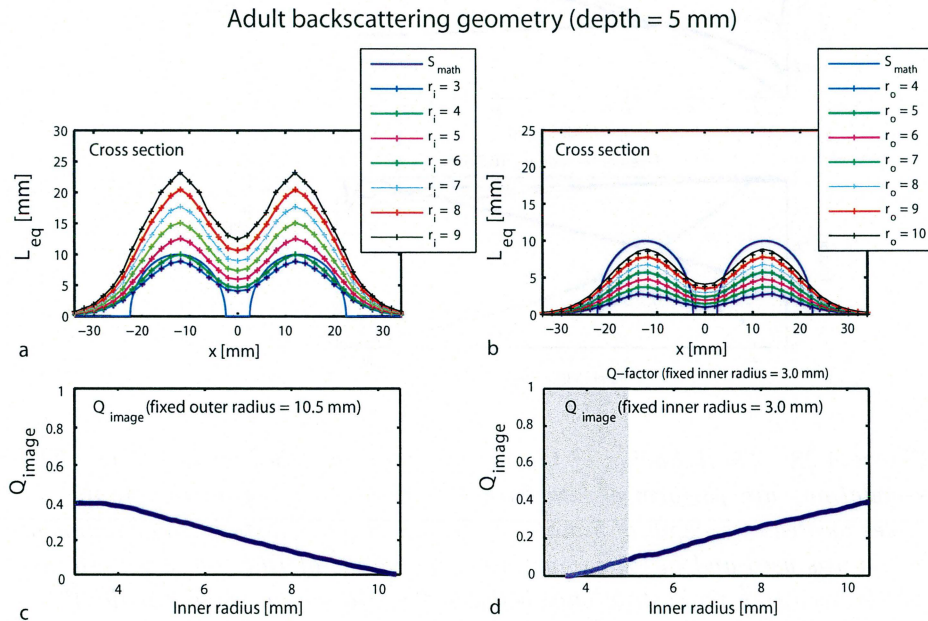 Adult backscattering geometry (depth = 5 mm)
S math
r i = 3
r i = 4
r i = 5
r i = 6
r i = 7
r i = 8
r i = 9
S math
r o = 4
r o = 5
r o = 6
r o = 7
r o = 8
r o = 9
r o = 10
30
25
20
15
10
5
0
L eq [mm]
Cross section
−30 −20 −10 0 10 20 30
x [mm]
a
25
20
15
10
5
0
L eq [mm]
Cross section
−30 −20 −10 0 10 20 30
x [mm]
b
1
0.8
0.6
0.4
0.2
0
Q image
Q image (fixed outer radius = 10.5 mm)
4 6 8 10
Inner radius [mm]
c
Q−factor (fixed inner radius = 3.0 mm)
1
0.8
0.6
0.4
0.2
0
Q image
Q image (fixed inner radius = 3.0 mm)
4 6 8 10
Inner radius [mm]
d